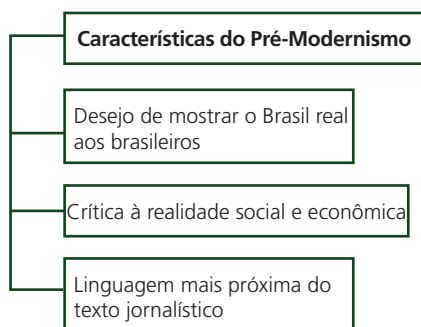 Características do Pré-Modernismo
Desejo de mostrar o Brasil real
aos brasileiros
Crítica à realidade social e econômica
Linguagem mais próxima do
texto jornalístico